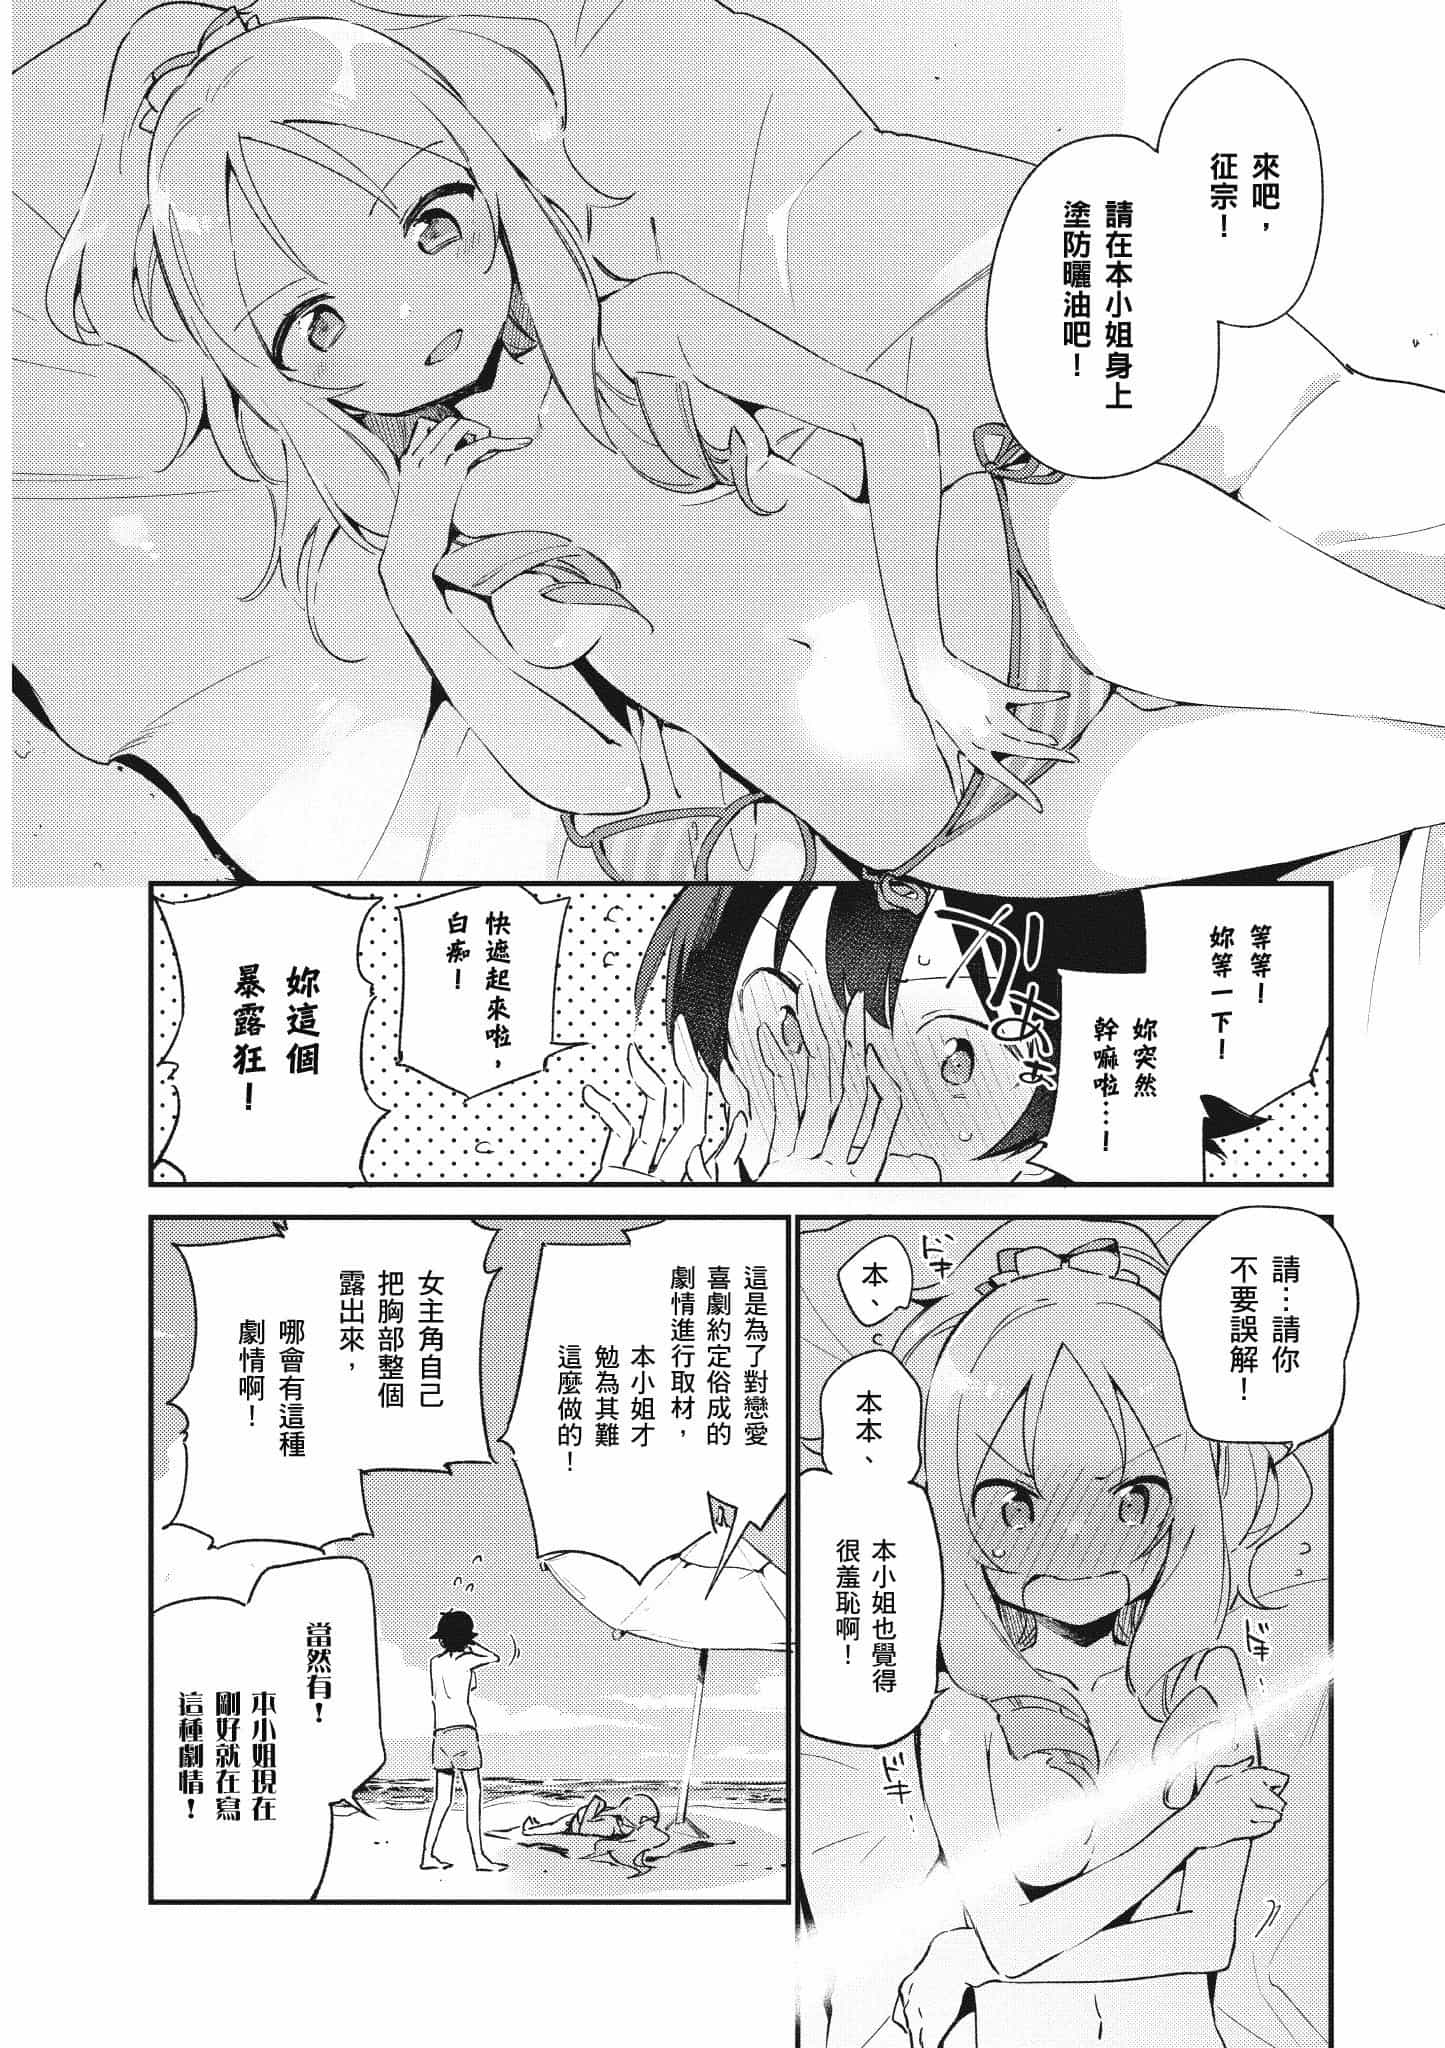 來吧，
征宗！
請在本小姐身上
塗防曬油吧！
等等！
妳等一下！
妳突然
幹嘛啦……！
かあぁぁ
快遮起來啦，
白痴！
妳這個
暴露狂！
請…請你
不要誤解！
ドキ
本、
本本、
本小姐也覺得
很羞恥啊！
ドキ
這是為了對戀愛
喜劇約定俗成的
劇情進行取材，
本小姐才
勉為其難
這麼做的！
女主角自己
把胸部整個
露出來，
哪會有這種
劇情啊！
當然有！
本小姐現在
剛好就在寫
這種劇情！